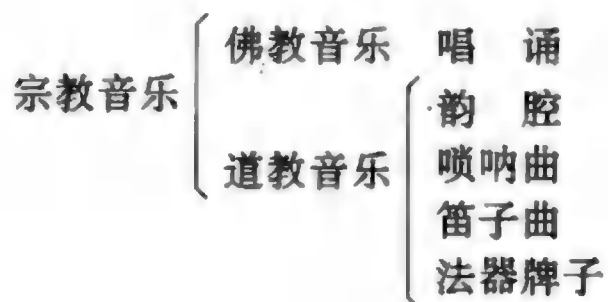 宗教音乐
佛教音乐 唱诵
道教音乐 韵腔
唢呐曲
笛子曲
法器牌子